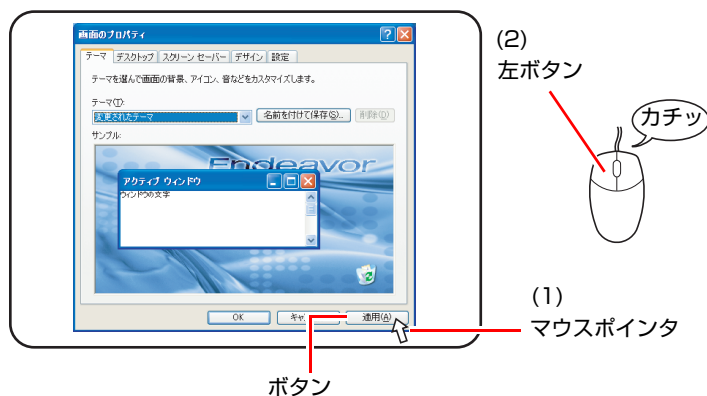 画面のプロパティ
テーマ デスクトップ スクリーン セーバー デザイン 設定
テーマを選んで画面の背景、アイコン、音などをカスタマイズします。
テーマ(T):
変更されたテーマ 名前を付けて保存(S)... 削除(D)
サンプル:
Endeavor
アクティブ ウィンドウ
ウィンドウの文字
OK キャ 適用(A)
ボタン
(2)
左ボタン
カチッ
(1)
マウスポインタ